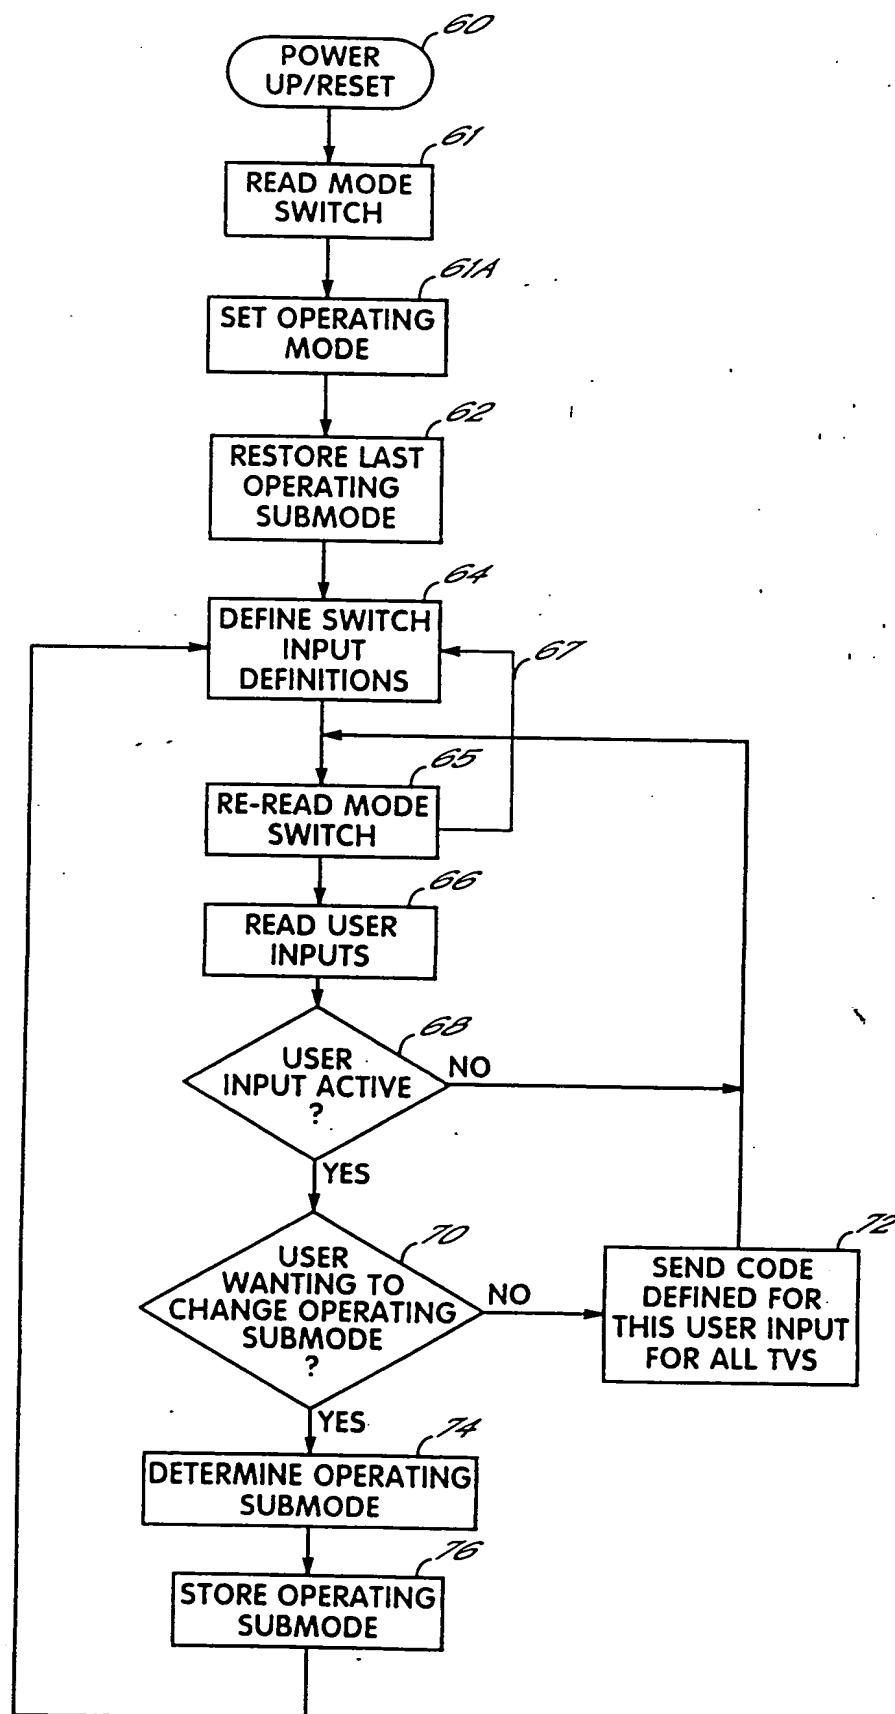 60
POWER
UP/RESET
61
READ MODE
SWITCH
61A
SET OPERATING
MODE
62
RESTORE LAST
OPERATING
SUBMODE
64
DEFINE SWITCH
INPUT
DEFINITIONS
67
65
RE-READ MODE
SWITCH
66
READ USER
INPUTS
68
USER
INPUT ACTIVE
?
NO
YES
70
USER
WANTING TO
CHANGE OPERATING
SUBMODE
?
NO
72
SEND CODE
DEFINED FOR
THIS USER INPUT
FOR ALL TVS
YES
74
DETERMINE OPERATING
SUBMODE
76
STORE OPERATING
SUBMODE